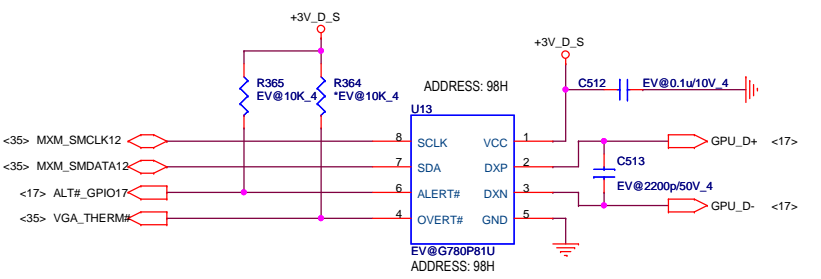 +3V_D_S
+3V_D_S
R365
EV@10K_4
R364
*EV@10K_4
ADDRESS: 98H
C512
EV@0.1u/10V_4
U13
<35> MXM_SMCLK12
8 SCLK
VCC 1
GPU_D+ <17>
<35> MXM_SMDATA12
7 SDA
DXP 2
C513
EV@2200p/50V_4
<17> ALT#_GPIO17
6 ALERT#
DXN 3
GPU_D- <17>
<35> VGA_THERM#
4 OVERT#
GND 5
EV@G780P81U
ADDRESS: 98H